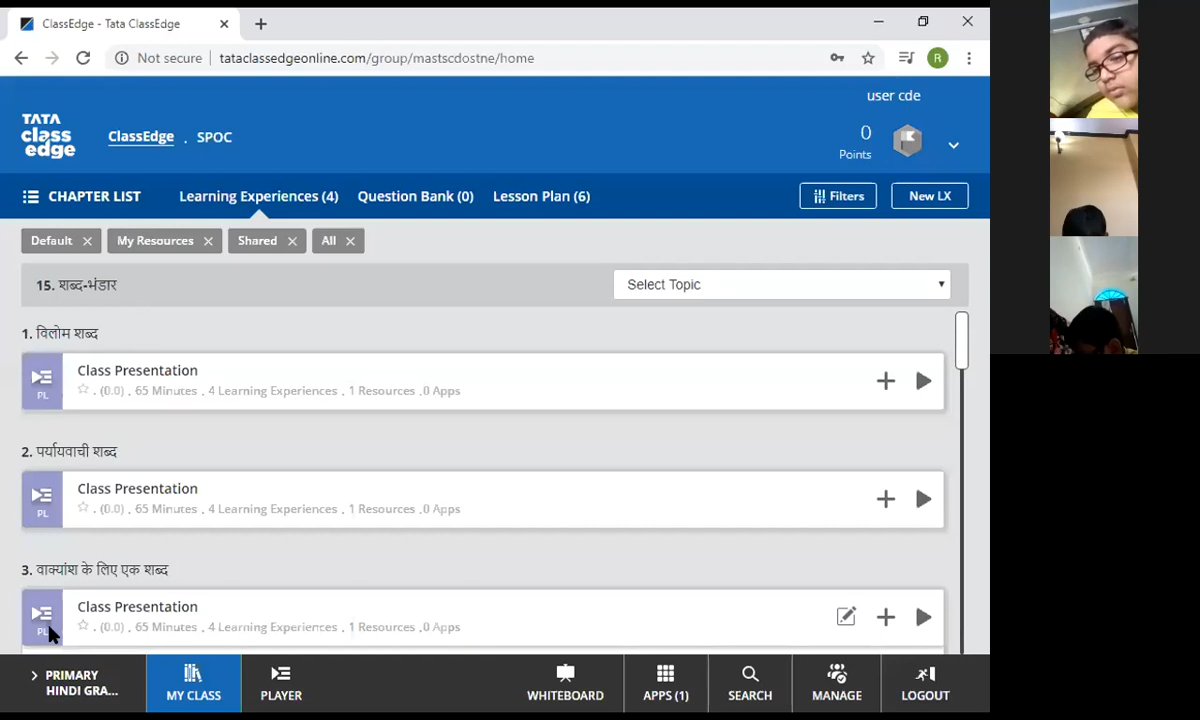 ClassEdge - Tata ClassEdge
Not secure
tataclassedgeonline.com/group/mastscdostne/home
R
user cde
TATA
class
edge
ClassEdge . SPOC
0
Points
CHAPTER LIST
Learning Experiences (4)
Question Bank (0)
Lesson Plan (6)
Filters
New LX
Default
My Resources
Shared
All
15. शब्द-भंडार
Select Topic
1. विलोम शब्द
Class Presentation
PL
. (0.0) . 65 Minutes . 4 Learning Experiences . 1 Resources .0 Apps
2. पर्यायवाची शब्द
Class Presentation
PL
. (0.0) . 65 Minutes . 4 Learning Experiences . 1 Resources .0 Apps
3. वाक्यांश के लिए एक शब्द
Class Presentation
PL
. (0.0) . 65 Minutes . 4 Learning Experiences . 1 Resources .0 Apps
PRIMARY
HINDI GRA...
MY CLASS
PLAYER
WHITEBOARD
APPS (1)
SEARCH
MANAGE
LOGOUT